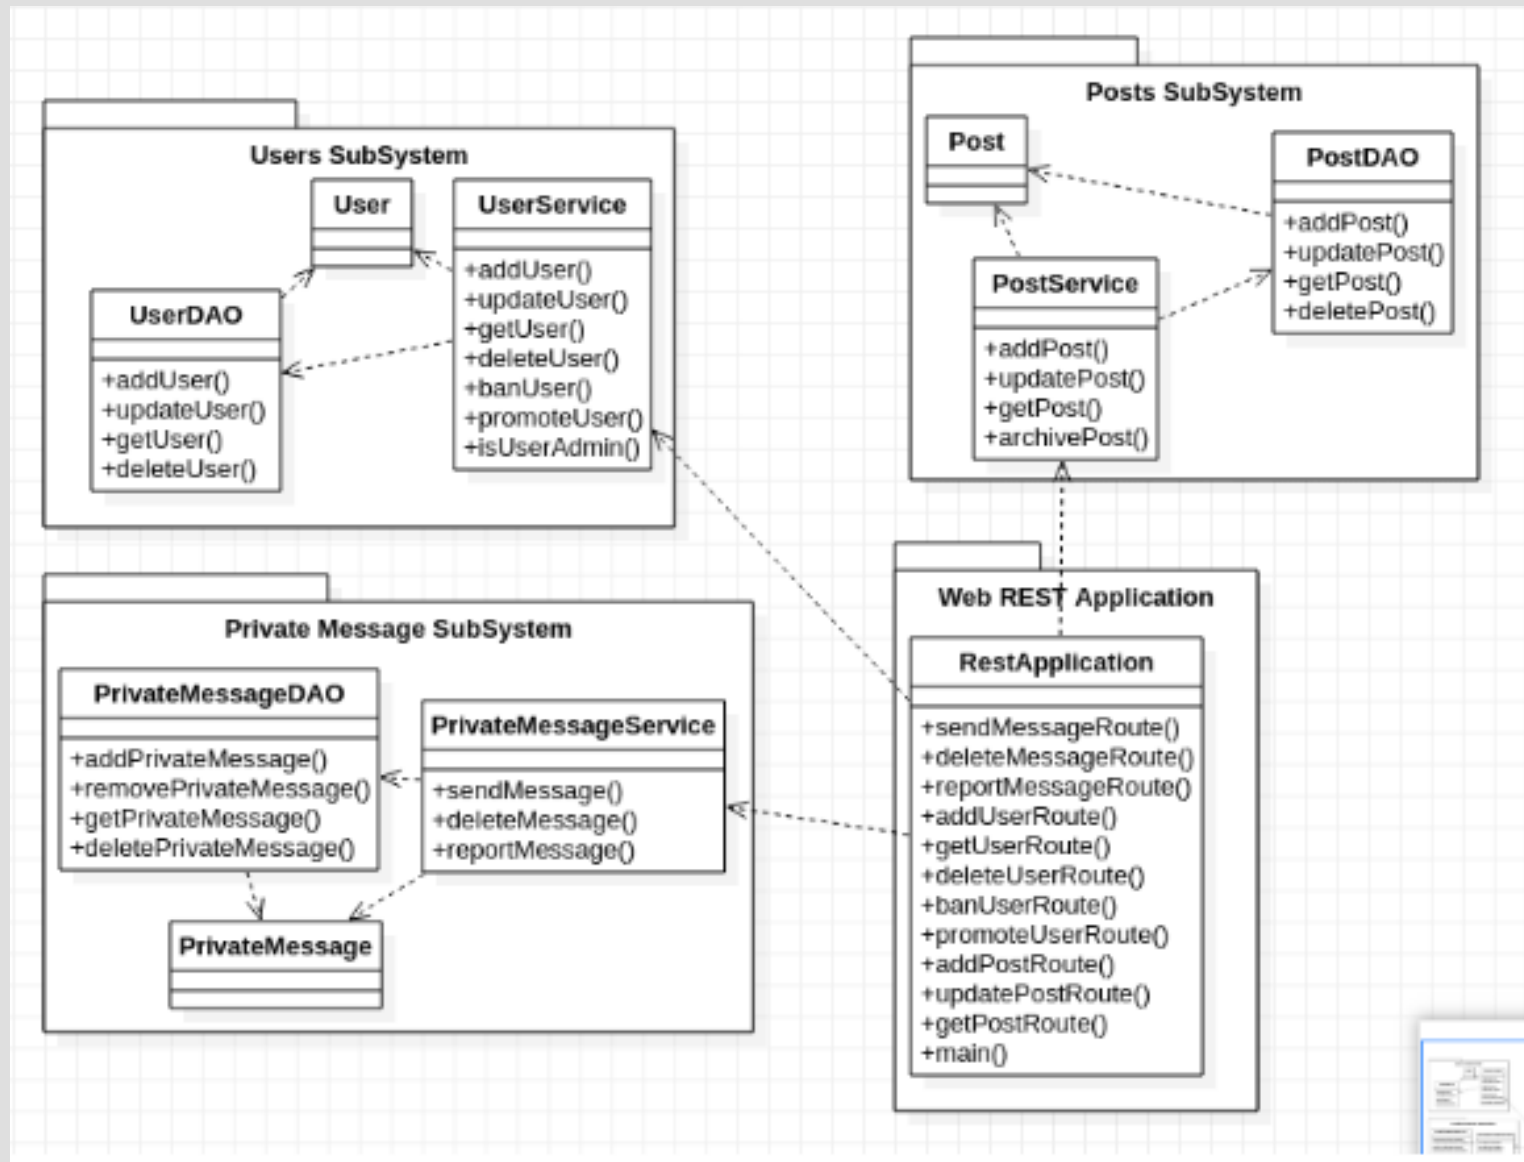 Users SubSystem
User
UserService
+addUser()
+updateUser()
+getUser()
+deleteUser()
+banUser()
+promoteUser()
+isUserAdmin()
UserDAO
+addUser()
+updateUser()
+getUser()
+deleteUser()
Posts SubSystem
Post
PostDAO
+addPost()
+updatePost()
+getPost()
+deletePost()
PostService
+addPost()
+updatePost()
+getPost()
+archivePost()
Private Message SubSystem
PrivateMessageDAO
+addPrivateMessage()
+removePrivateMessage()
+getPrivateMessage()
+deletePrivateMessage()
PrivateMessageService
+sendMessage()
+deleteMessage()
+reportMessage()
PrivateMessage
Web REST Application
RestApplication
+sendMessageRoute()
+deleteMessageRoute()
+reportMessageRoute()
+addUserRoute()
+getUserRoute()
+deleteUserRoute()
+banUserRoute()
+promoteUserRoute()
+addPostRoute()
+updatePostRoute()
+getPostRoute()
+main()